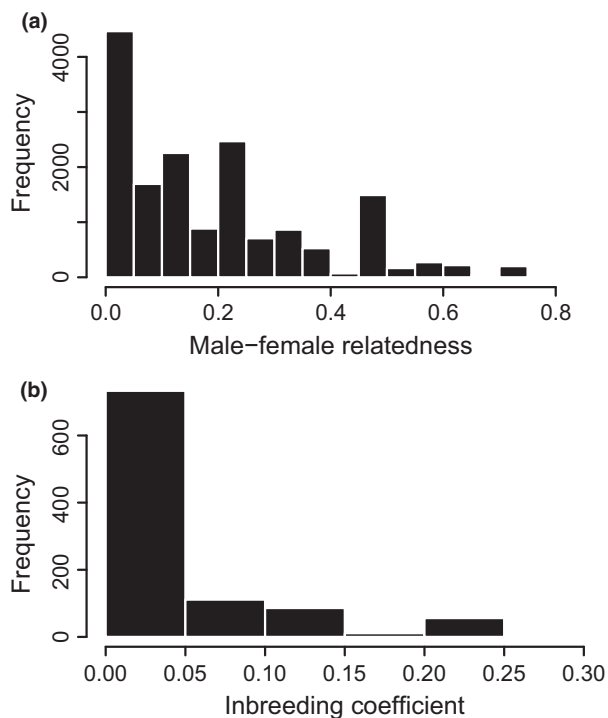 (a)
Frequency
4000
2000
0
0.0 0.2 0.4 0.6 0.8
Male−female relatedness
(b)
Frequency
600
400
200
0
0.00 0.05 0.10 0.15 0.20 0.25 0.30
Inbreeding coefficient